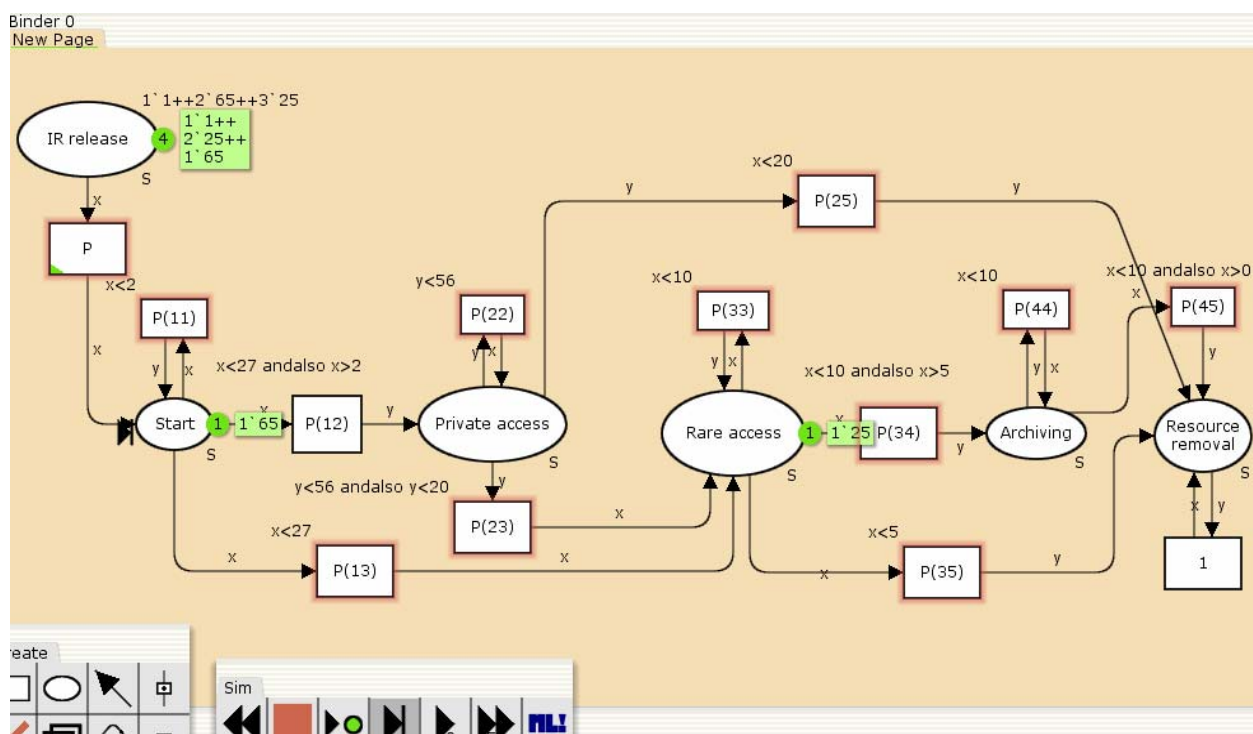 Binder 0
New Page
1`1++2`65++3`25
IR release
4
1`1++
2`25++
1`65
S
x
P
x<2
x
P(11)
y
x
x<27 andalso x>2
Start
1
1`65
x
P(12)
y
S
x<27
x
P(13)
x
y<56
P(22)
y
x
Private access
S
y<56 andalso y<20
y
P(23)
x
y
x<20
P(25)
y
x<10
P(33)
y
x
Rare access
1
1`25
S
x<10 andalso x>5
x
P(34)
y
x<5
x
P(35)
y
x<10
P(44)
y
x
Archiving
S
x<10 andalso x>0
x
P(45)
y
Resource
removal
S
x
y
1
eate
Sim
ML!